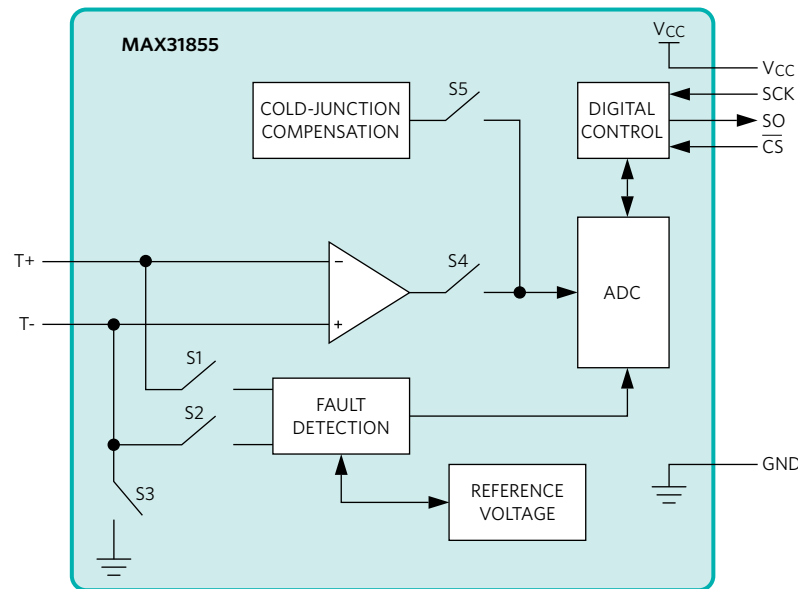 MAX31855
VCC
VCC
SCK
SO
C̅S̅
COLD-JUNCTION
COMPENSATION
S5
DIGITAL
CONTROL
T+
T-
−
+
S4
ADC
S1
S2
S3
FAULT
DETECTION
REFERENCE
VOLTAGE
GND